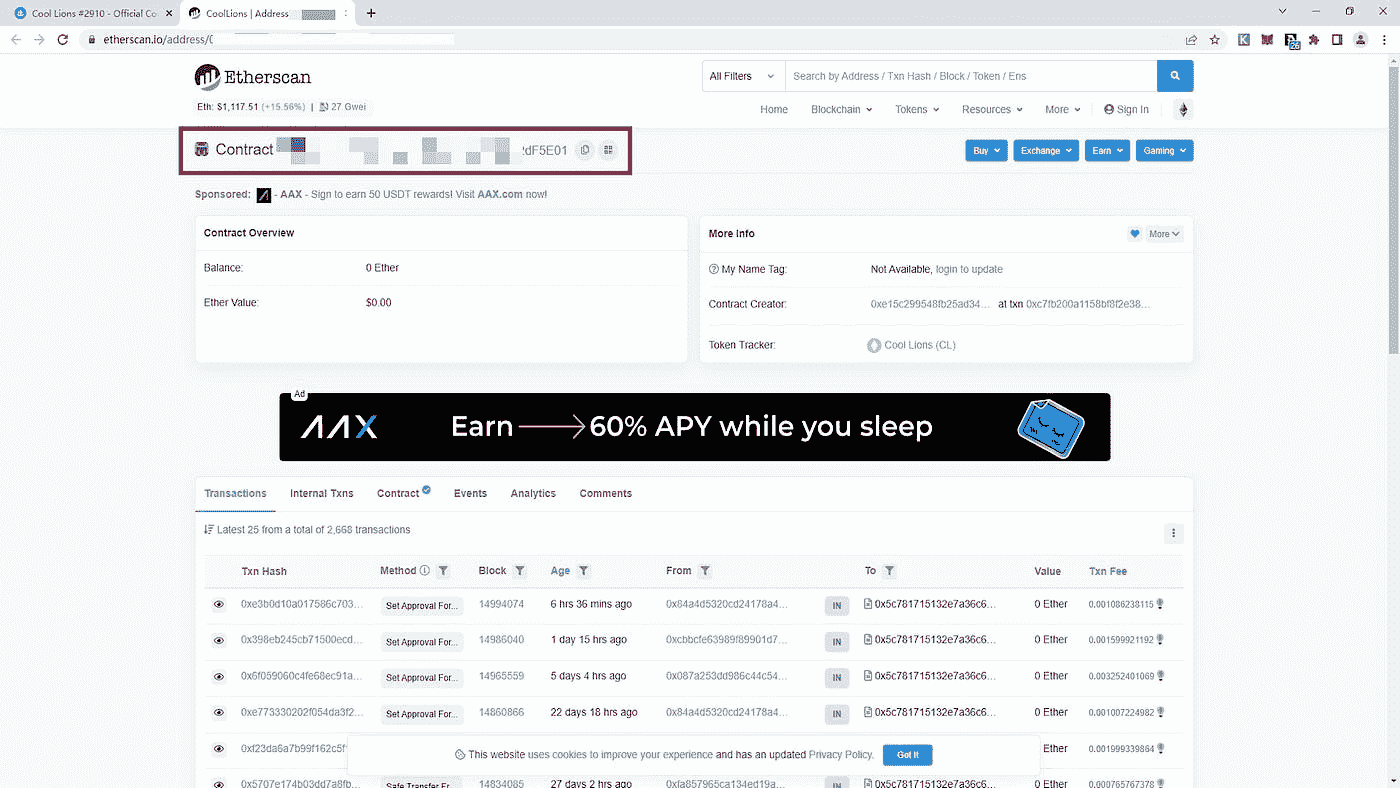 Cool Lions #2910 - Official Co
CoolLions | Address
etherscan.io/address/0
26
Etherscan
All Filters
Search by Address / Txn Hash / Block / Token / Ens
Eth: $1,117.51 (+15.56%) | 27 Gwei
Home Blockchain Tokens Resources More Sign In
Contract 2dF5E01
Buy Exchange Earn Gaming
Sponsored: - AAX - Sign to earn 50 USDT rewards! Visit AAX.com now!
Contract Overview
Balance: 0 Ether
Ether Value: $0.00
More Info
More
My Name Tag: Not Available, login to update
Contract Creator: 0xe15c299548fb25ad34... at txn 0xc7fb200a1158bf8f2e38...
Token Tracker: Cool Lions (CL)
Ad
AAX Earn 60% APY while you sleep
Transactions Internal Txns Contract Events Analytics Comments
Latest 25 from a total of 2,668 transactions
Txn Hash Method Block Age From To Value Txn Fee
0xe3b0d10a017586c703... Set Approval For... 14994074 6 hrs 36 mins ago 0x84a4d5320cd24178a4... IN 0x5c781715132e7a36c6... 0 Ether 0.001086238115
0x398eb245cb71500ecd... Set Approval For... 14986040 1 day 15 hrs ago 0xcbbcfe63989f89901d7... IN 0x5c781715132e7a36c6... 0 Ether 0.001599921192
0x6f059060c4fe68ec91a... Set Approval For... 14965559 5 days 4 hrs ago 0x087a253dd986c44c54... IN 0x5c781715132e7a36c6... 0 Ether 0.003252401069
0xe773330202f054da3f2... Set Approval For... 14860866 22 days 18 hrs ago 0x84a4d5320cd24178a4... IN 0x5c781715132e7a36c6... 0 Ether 0.001007224982
0xf23da6a7b99f162c5f Ether 0.001999339864
This website uses cookies to improve your experience and has an updated Privacy Policy. Got It
0x5707e174b03dd7a8fb... Safe Transfer Fr... 14834085 27 days 2 hrs ago 0xfa857965ca134ed19a... IN 0x5c781715132e7a36c6... 0 Ether 0.000765767378